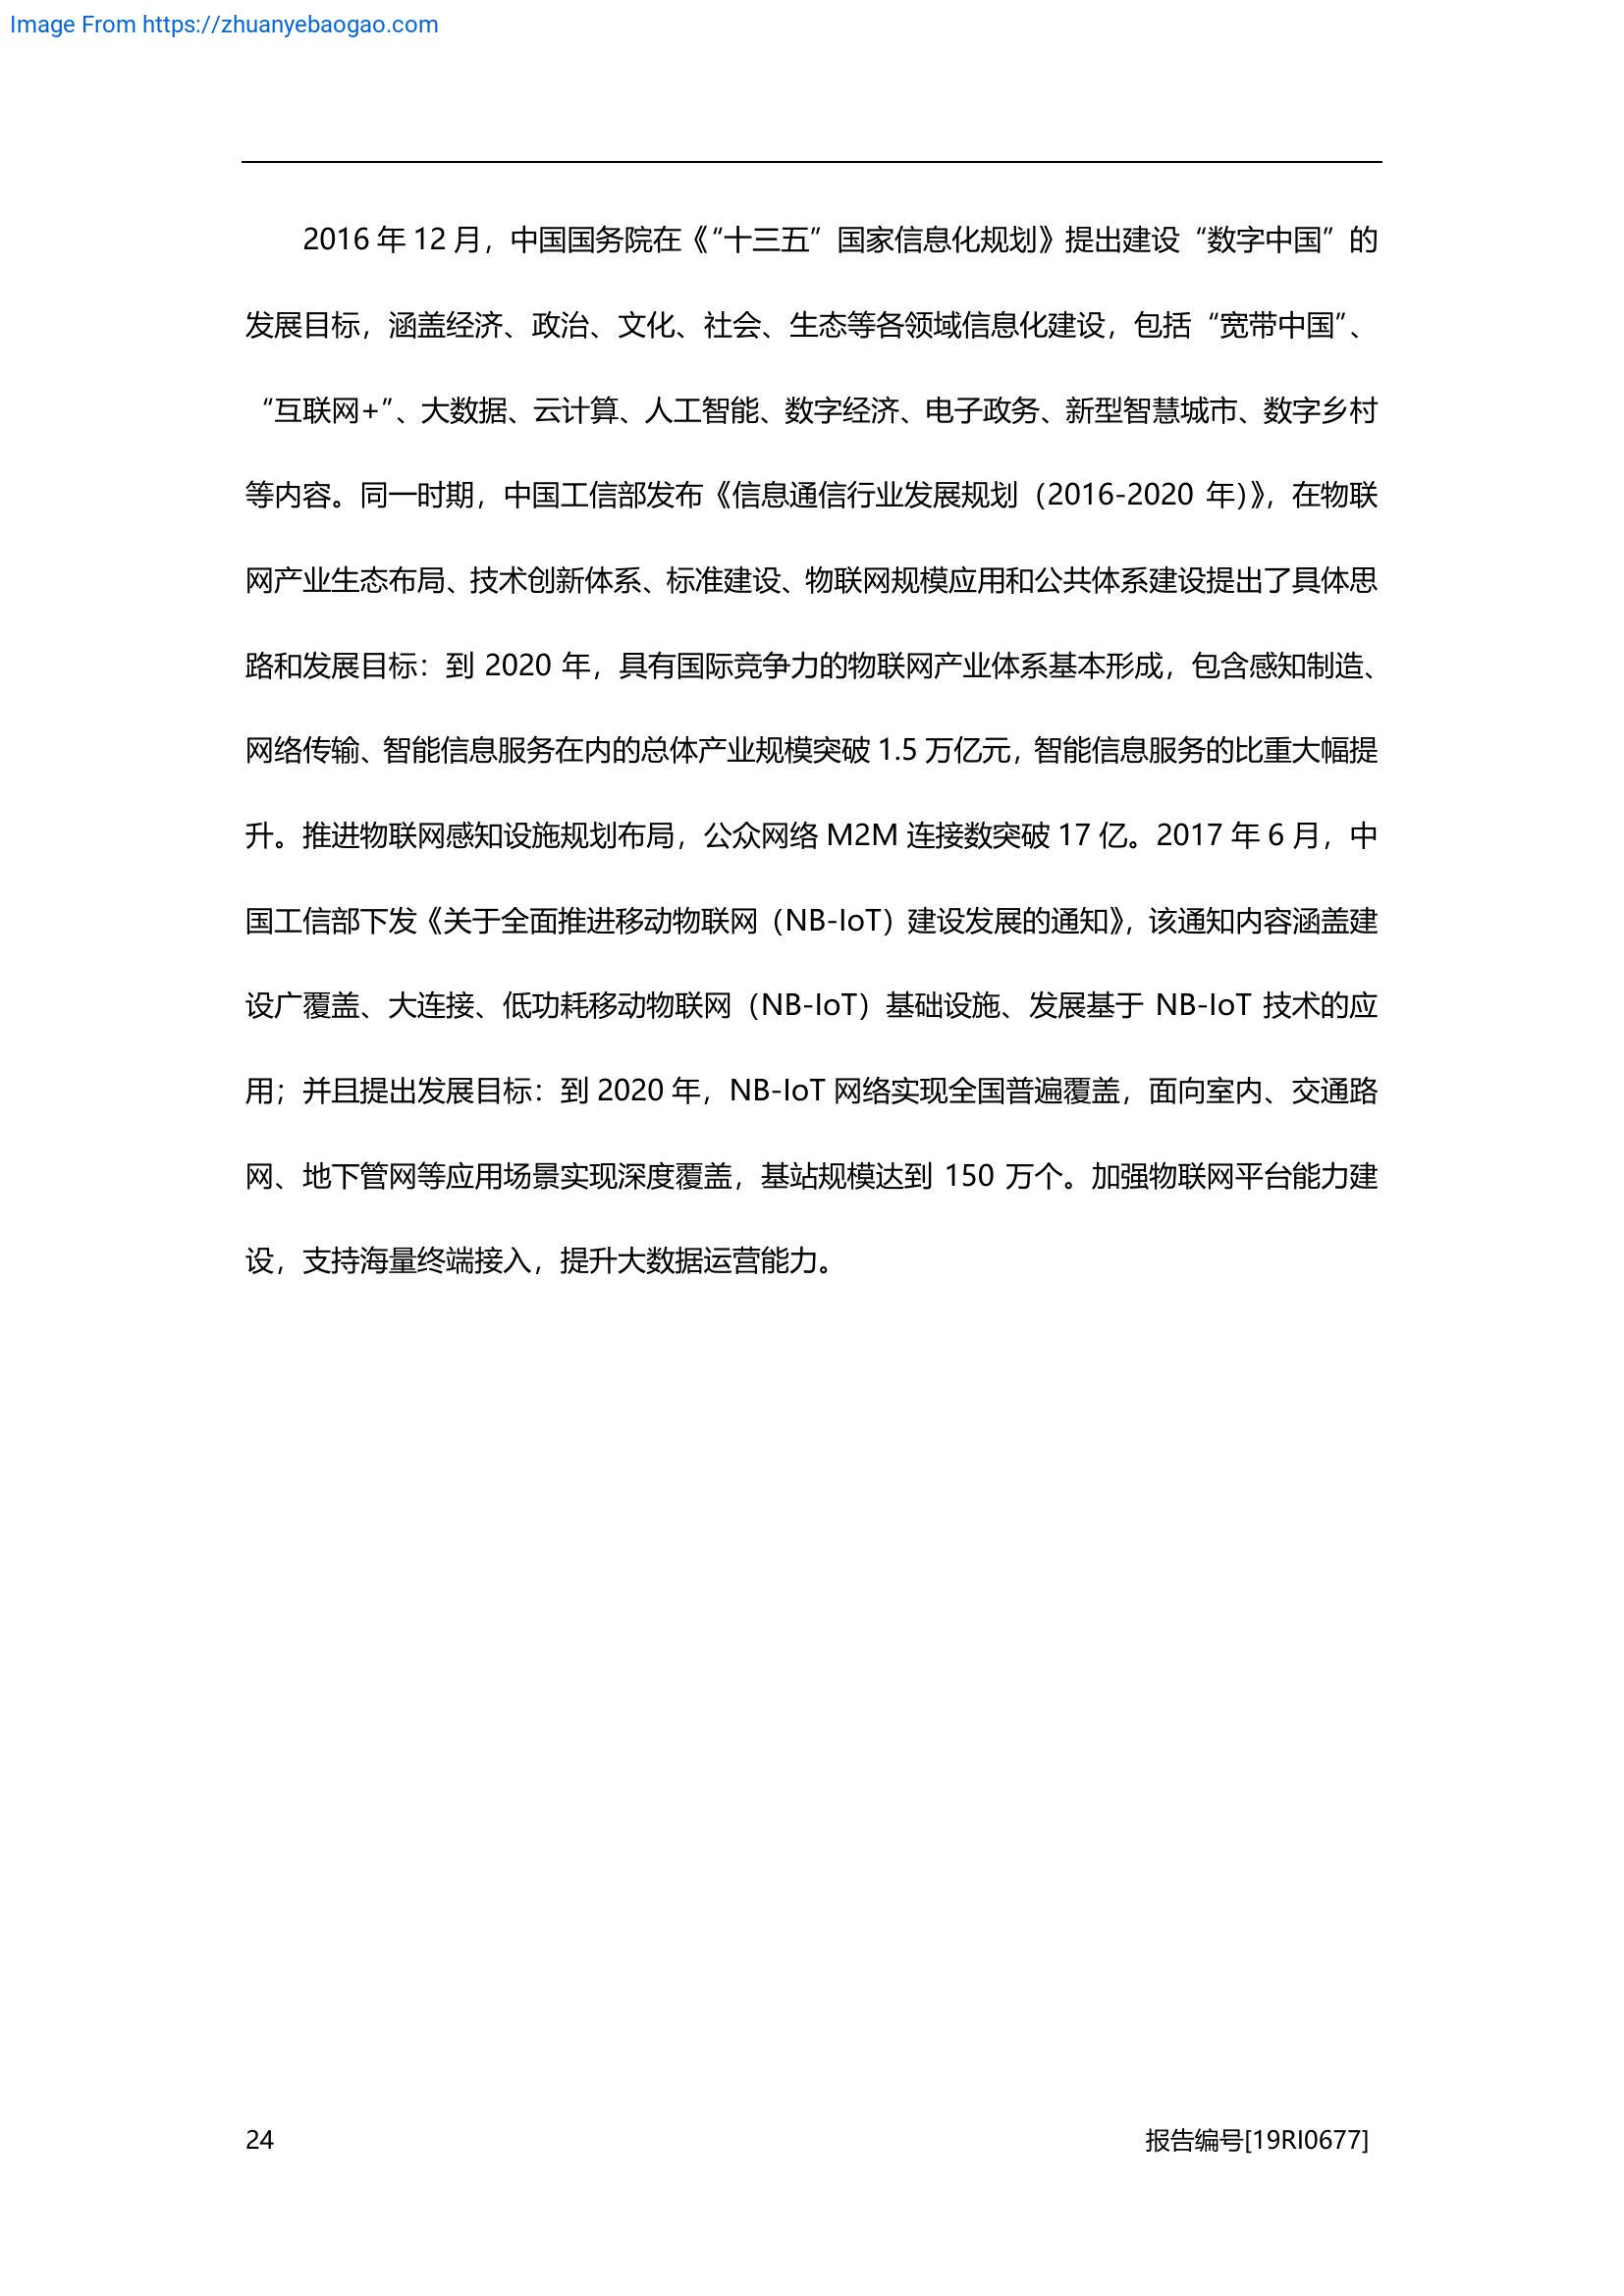 Image From https://zhuanyebaogao.com
2016 年 12 月，中国国务院在《“十三五”国家信息化规划》提出建设“数字中国”的
发展目标，涵盖经济、政治、文化、社会、生态等各领域信息化建设，包括“宽带中国”、
“互联网+”、大数据、云计算、人工智能、数字经济、电子政务、新型智慧城市、数字乡村
等内容。同一时期，中国工信部发布《信息通信行业发展规划（2016-2020 年）》，在物联
网产业生态布局、技术创新体系、标准建设、物联网规模应用和公共体系建设提出了具体思
路和发展目标：到 2020 年，具有国际竞争力的物联网产业体系基本形成，包含感知制造、
网络传输、智能信息服务在内的总体产业规模突破 1.5 万亿元，智能信息服务的比重大幅提
升。推进物联网感知设施规划布局，公众网络 M2M 连接数突破 17 亿。2017 年 6 月，中
国工信部下发《关于全面推进移动物联网（NB-IoT）建设发展的通知》，该通知内容涵盖建
设广覆盖、大连接、低功耗移动物联网（NB-IoT）基础设施、发展基于 NB-IoT 技术的应
用；并且提出发展目标：到 2020 年，NB-IoT 网络实现全国普遍覆盖，面向室内、交通路
网、地下管网等应用场景实现深度覆盖，基站规模达到 150 万个。加强物联网平台能力建
设，支持海量终端接入，提升大数据运营能力。
24 报告编号[19RI0677]